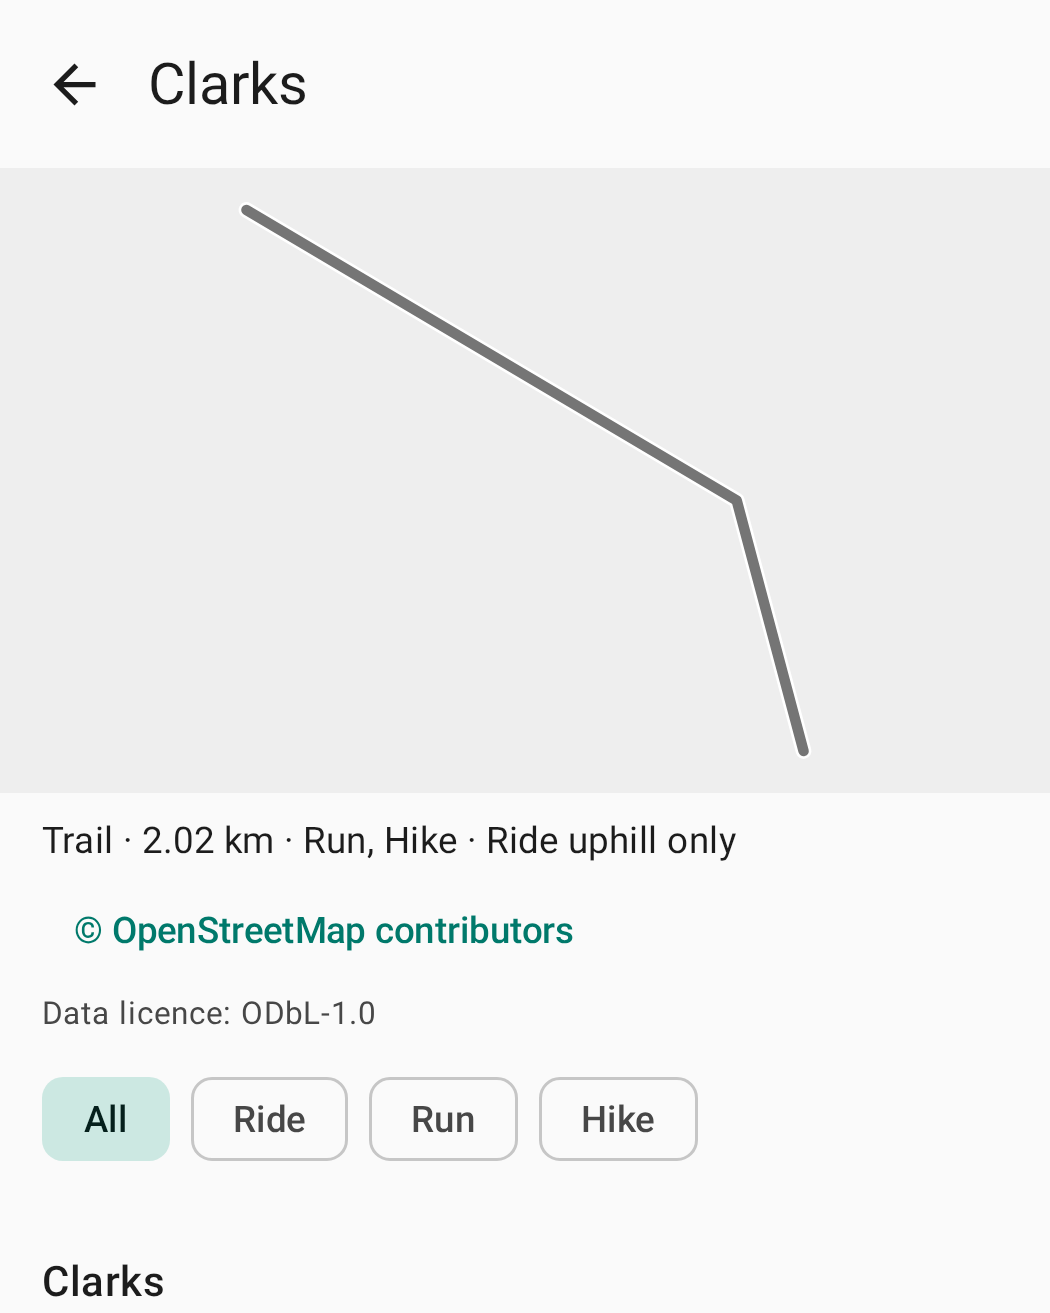 Clarks
Trail · 2.02 km · Run, Hike · Ride uphill only
© OpenStreetMap contributors
Data licence: ODbL-1.0
All Ride Run Hike
Clarks